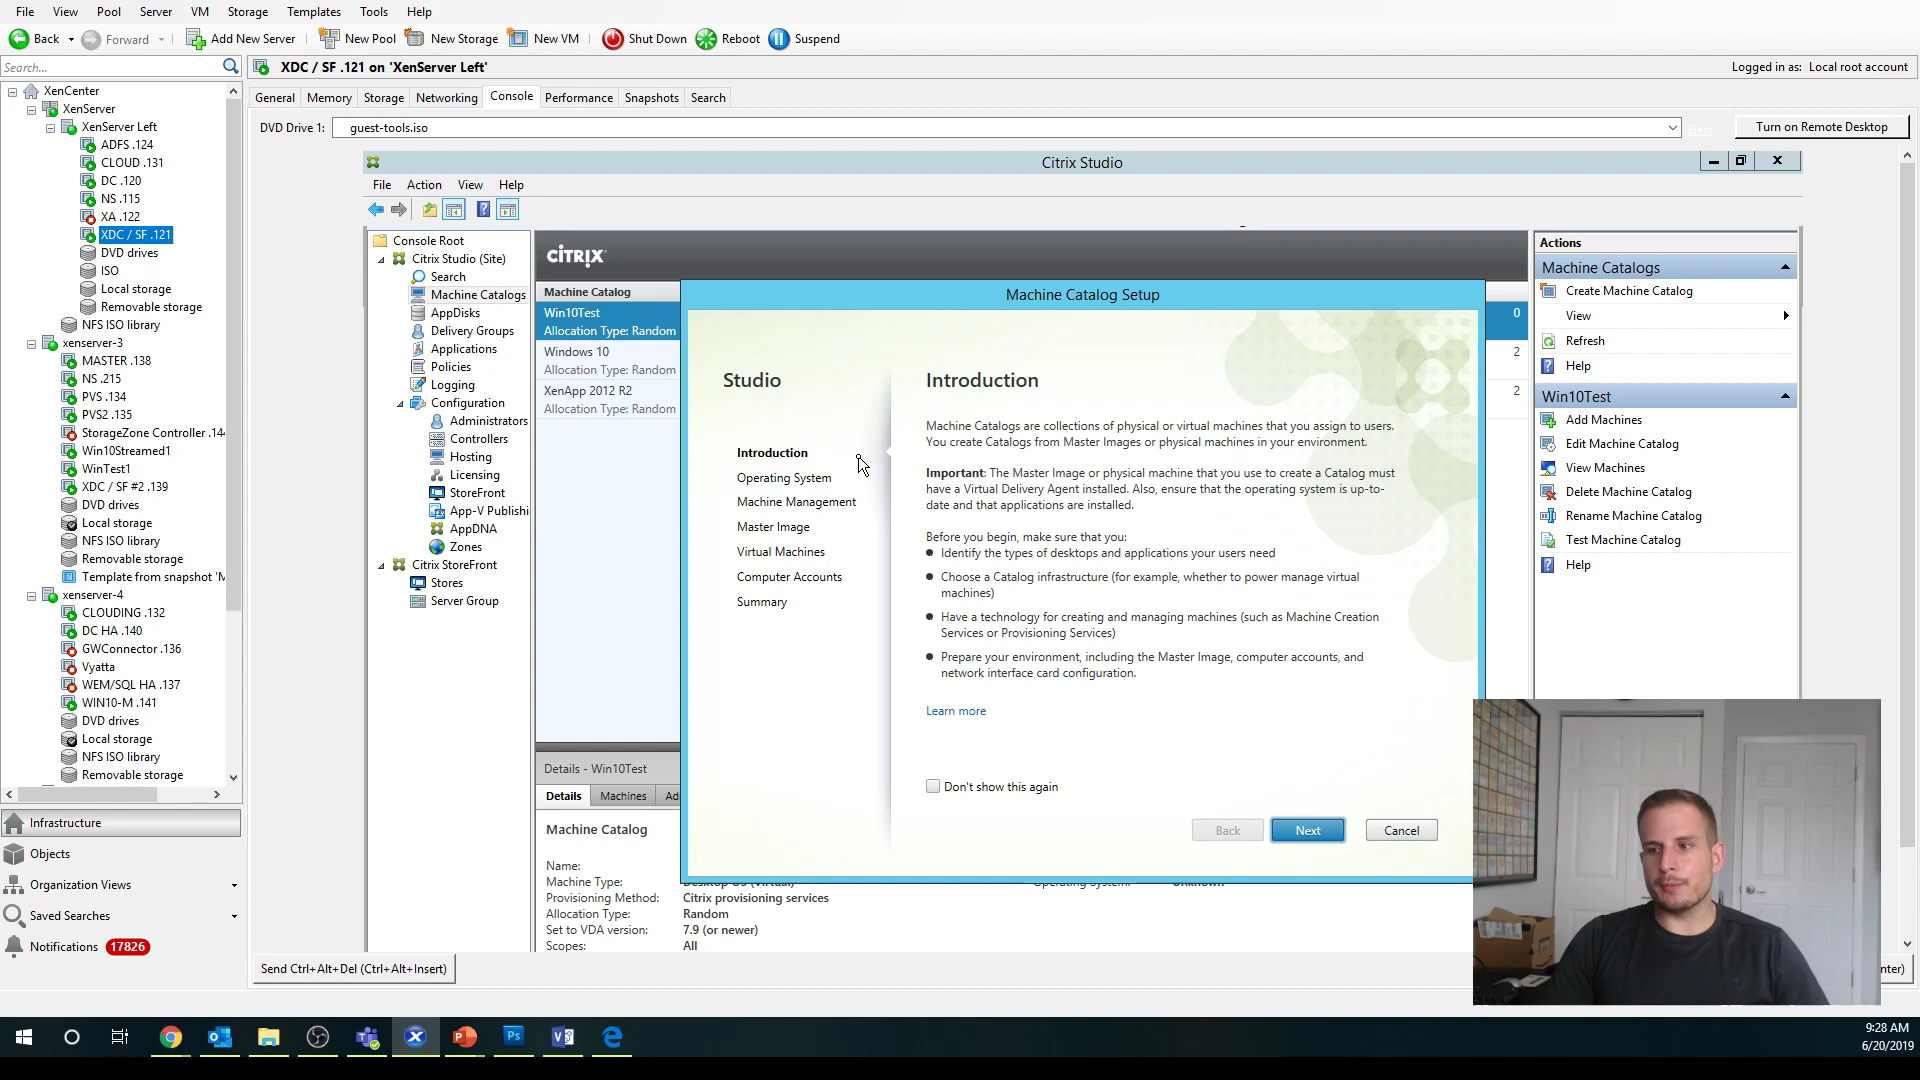 File View Pool Server VM Storage Templates Tools Help
Back Forward Add New Server New Pool New Storage New VM Shut Down Reboot Suspend
Search...
XDC / SF .121 on 'XenServer Left'
Logged in as: Local root account
General Memory Storage Networking Console Performance Snapshots Search
DVD Drive 1: guest-tools.iso
Eject
Turn on Remote Desktop
XenCenter
XenServer
XenServer Left
ADFS .124
CLOUD .131
DC .120
NS .115
XA .122
XDC / SF .121
DVD drives
ISO
Local storage
Removable storage
NFS ISO library
xenserver-3
MASTER .138
NS .215
PVS .134
PVS2 .135
StorageZone Controller .144
Win10Streamed1
WinTest1
XDC / SF #2 .139
DVD drives
Local storage
NFS ISO library
Removable storage
Template from snapshot 'M
xenserver-4
CLOUDING .132
DC HA .140
GWConnector .136
Vyatta
WEM/SQL HA .137
WIN10-M .141
DVD drives
Local storage
NFS ISO library
Removable storage
Infrastructure
Objects
Organization Views
Saved Searches
Notifications 17826
Citrix Studio
File Action View Help
Console Root
Citrix Studio (Site)
Search
Machine Catalogs
AppDisks
Delivery Groups
Applications
Policies
Logging
Configuration
Administrators
Controllers
Hosting
Licensing
StoreFront
App-V Publishi
AppDNA
Zones
Citrix StoreFront
Stores
Server Group
CITRIX
Machine Catalog
Win10Test 0
Allocation Type: Random
Windows 10 2
Allocation Type: Random
XenApp 2012 R2 2
Allocation Type: Random
Details - Win10Test
Details Machines Ad
Machine Catalog
Name:
Machine Type: Desktop OS (Virtual)
Operating System: Unknown
Provisioning Method: Citrix provisioning services
Allocation Type: Random
Set to VDA version: 7.9 (or newer)
Scopes: All
Machine Catalog Setup
Studio
Introduction
Operating System
Machine Management
Master Image
Virtual Machines
Computer Accounts
Summary
Introduction
Machine Catalogs are collections of physical or virtual machines that you assign to users.
You create Catalogs from Master Images or physical machines in your environment.
Important: The Master Image or physical machine that you use to create a Catalog must
have a Virtual Delivery Agent installed. Also, ensure that the operating system is up-to-
date and that applications are installed.
Before you begin, make sure that you:
● Identify the types of desktops and applications your users need
● Choose a Catalog infrastructure (for example, whether to power manage virtual
machines)
● Have a technology for creating and managing machines (such as Machine Creation
Services or Provisioning Services)
● Prepare your environment, including the Master Image, computer accounts, and
network interface card configuration.
Learn more
Don't show this again
Back Next Cancel
Actions
Machine Catalogs
Create Machine Catalog
View
Refresh
Help
Win10Test
Add Machines
Edit Machine Catalog
View Machines
Delete Machine Catalog
Rename Machine Catalog
Test Machine Catalog
Help
Send Ctrl+Alt+Del (Ctrl+Alt+Insert)
nter)
9:28 AM
6/20/2019